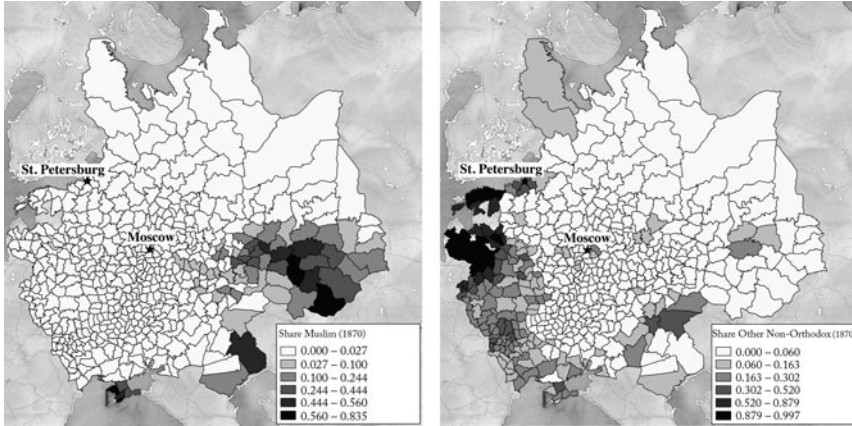 St. Petersburg
Moscow
Share Muslim (1870)
0.000 – 0.027
0.027 – 0.100
0.100 – 0.244
0.244 – 0.444
0.444 – 0.560
0.560 – 0.835
St. Petersburg
Moscow
Share Other Non-Orthodox (1870)
0.000 – 0.060
0.060 – 0.163
0.163 – 0.302
0.302 – 0.520
0.520 – 0.879
0.879 – 0.997